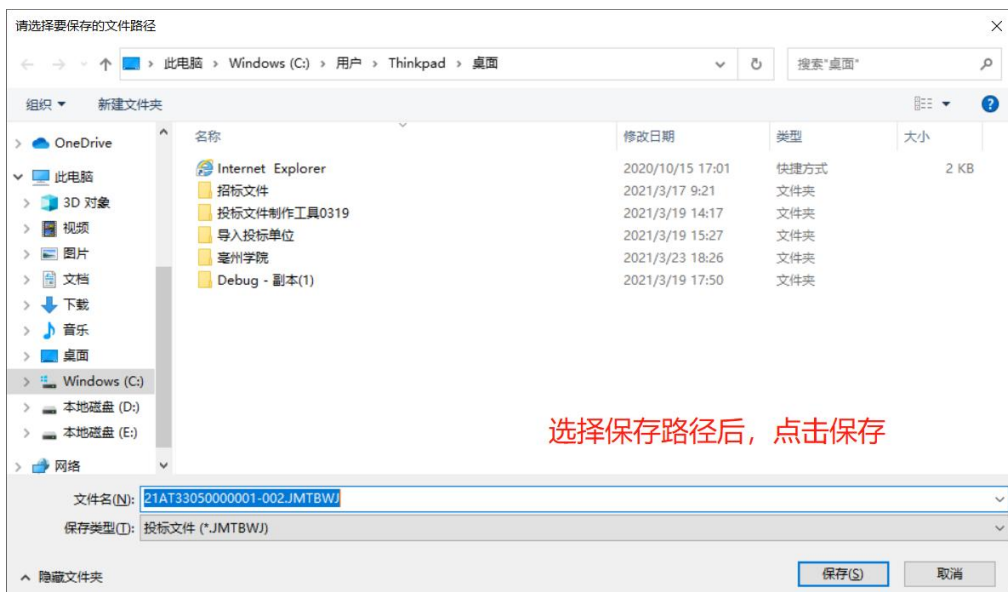 请选择要保存的文件路径
此电脑 › Windows (C:) › 用户 › Thinkpad › 桌面
搜索"桌面"
组织 新建文件夹
名称 修改日期 类型 大小
OneDrive
此电脑
3D 对象
视频
图片
文档
下载
音乐
桌面
Windows (C:)
本地磁盘 (D:)
本地磁盘 (E:)
网络
Internet Explorer 2020/10/15 17:01 快捷方式 2 KB
招标文件 2021/3/17 9:21 文件夹
投标文件制作工具0319 2021/3/19 14:17 文件夹
导入投标单位 2021/3/19 15:27 文件夹
亳州学院 2021/3/23 18:26 文件夹
Debug - 副本(1) 2021/3/19 17:50 文件夹
选择保存路径后，点击保存
文件名(N): 21AT33050000001-002.JMTBWJ
保存类型(T): 投标文件 (*.JMTBWJ)
隐藏文件夹 保存(S) 取消